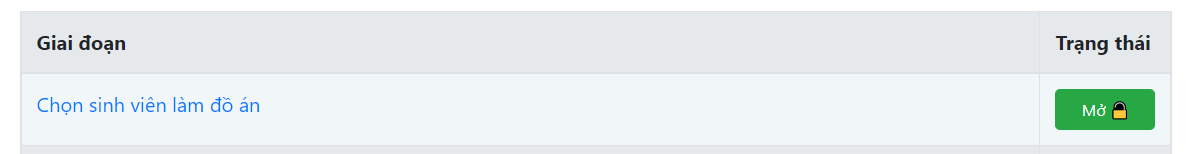 Giai đoạn
Trạng thái
Chọn sinh viên làm đồ án
Mở